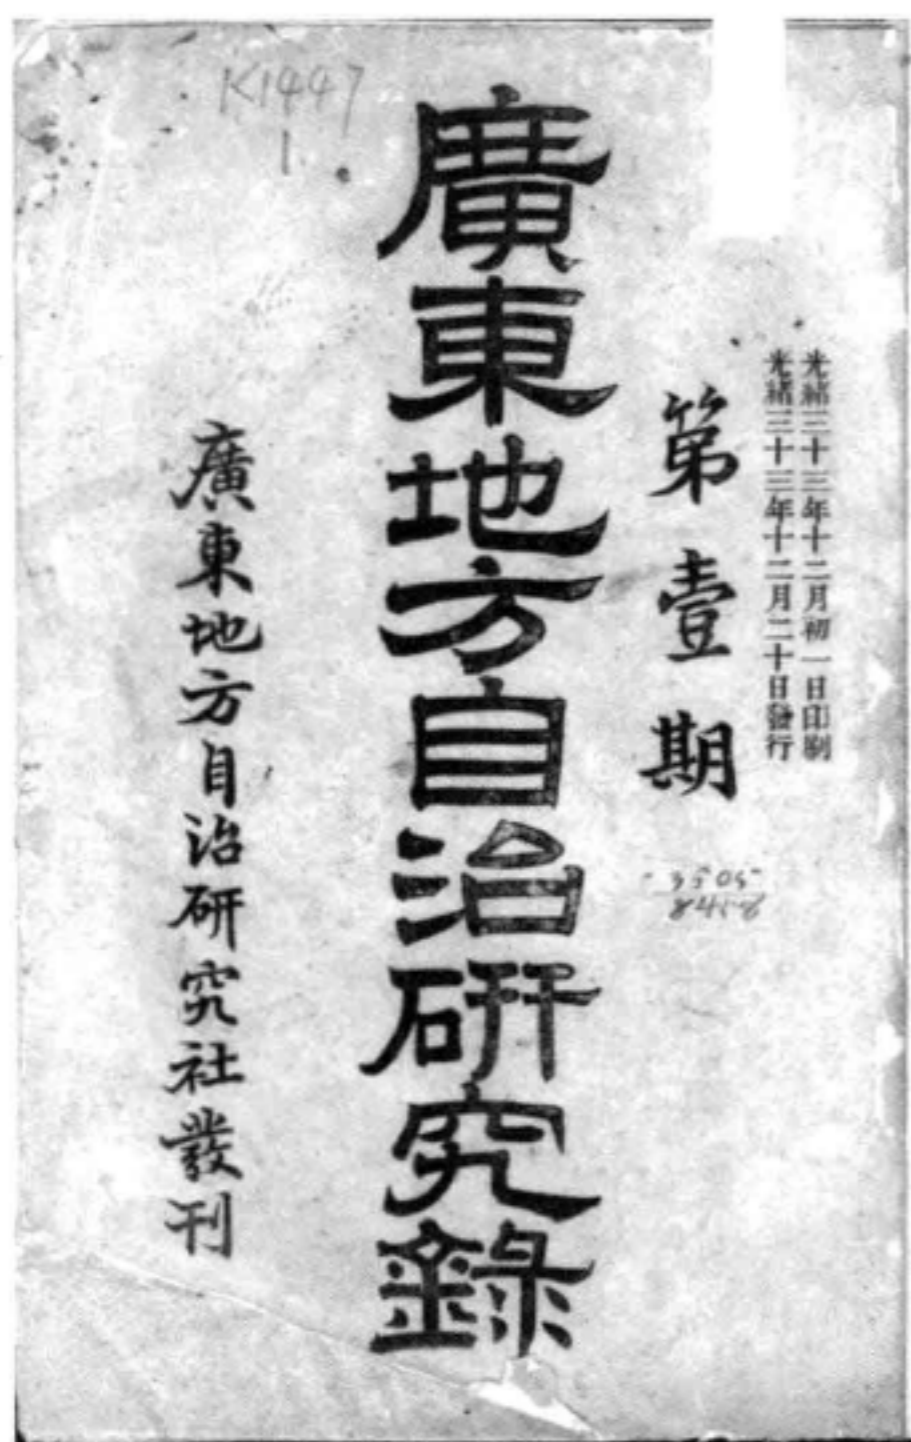 光緒三十三年十二月初一日印刷
光緒三十三年十二月二十日發行
第壹期
廣東地方自治研究錄
廣東地方自治研究社發刊
K1447
1
3505
8458